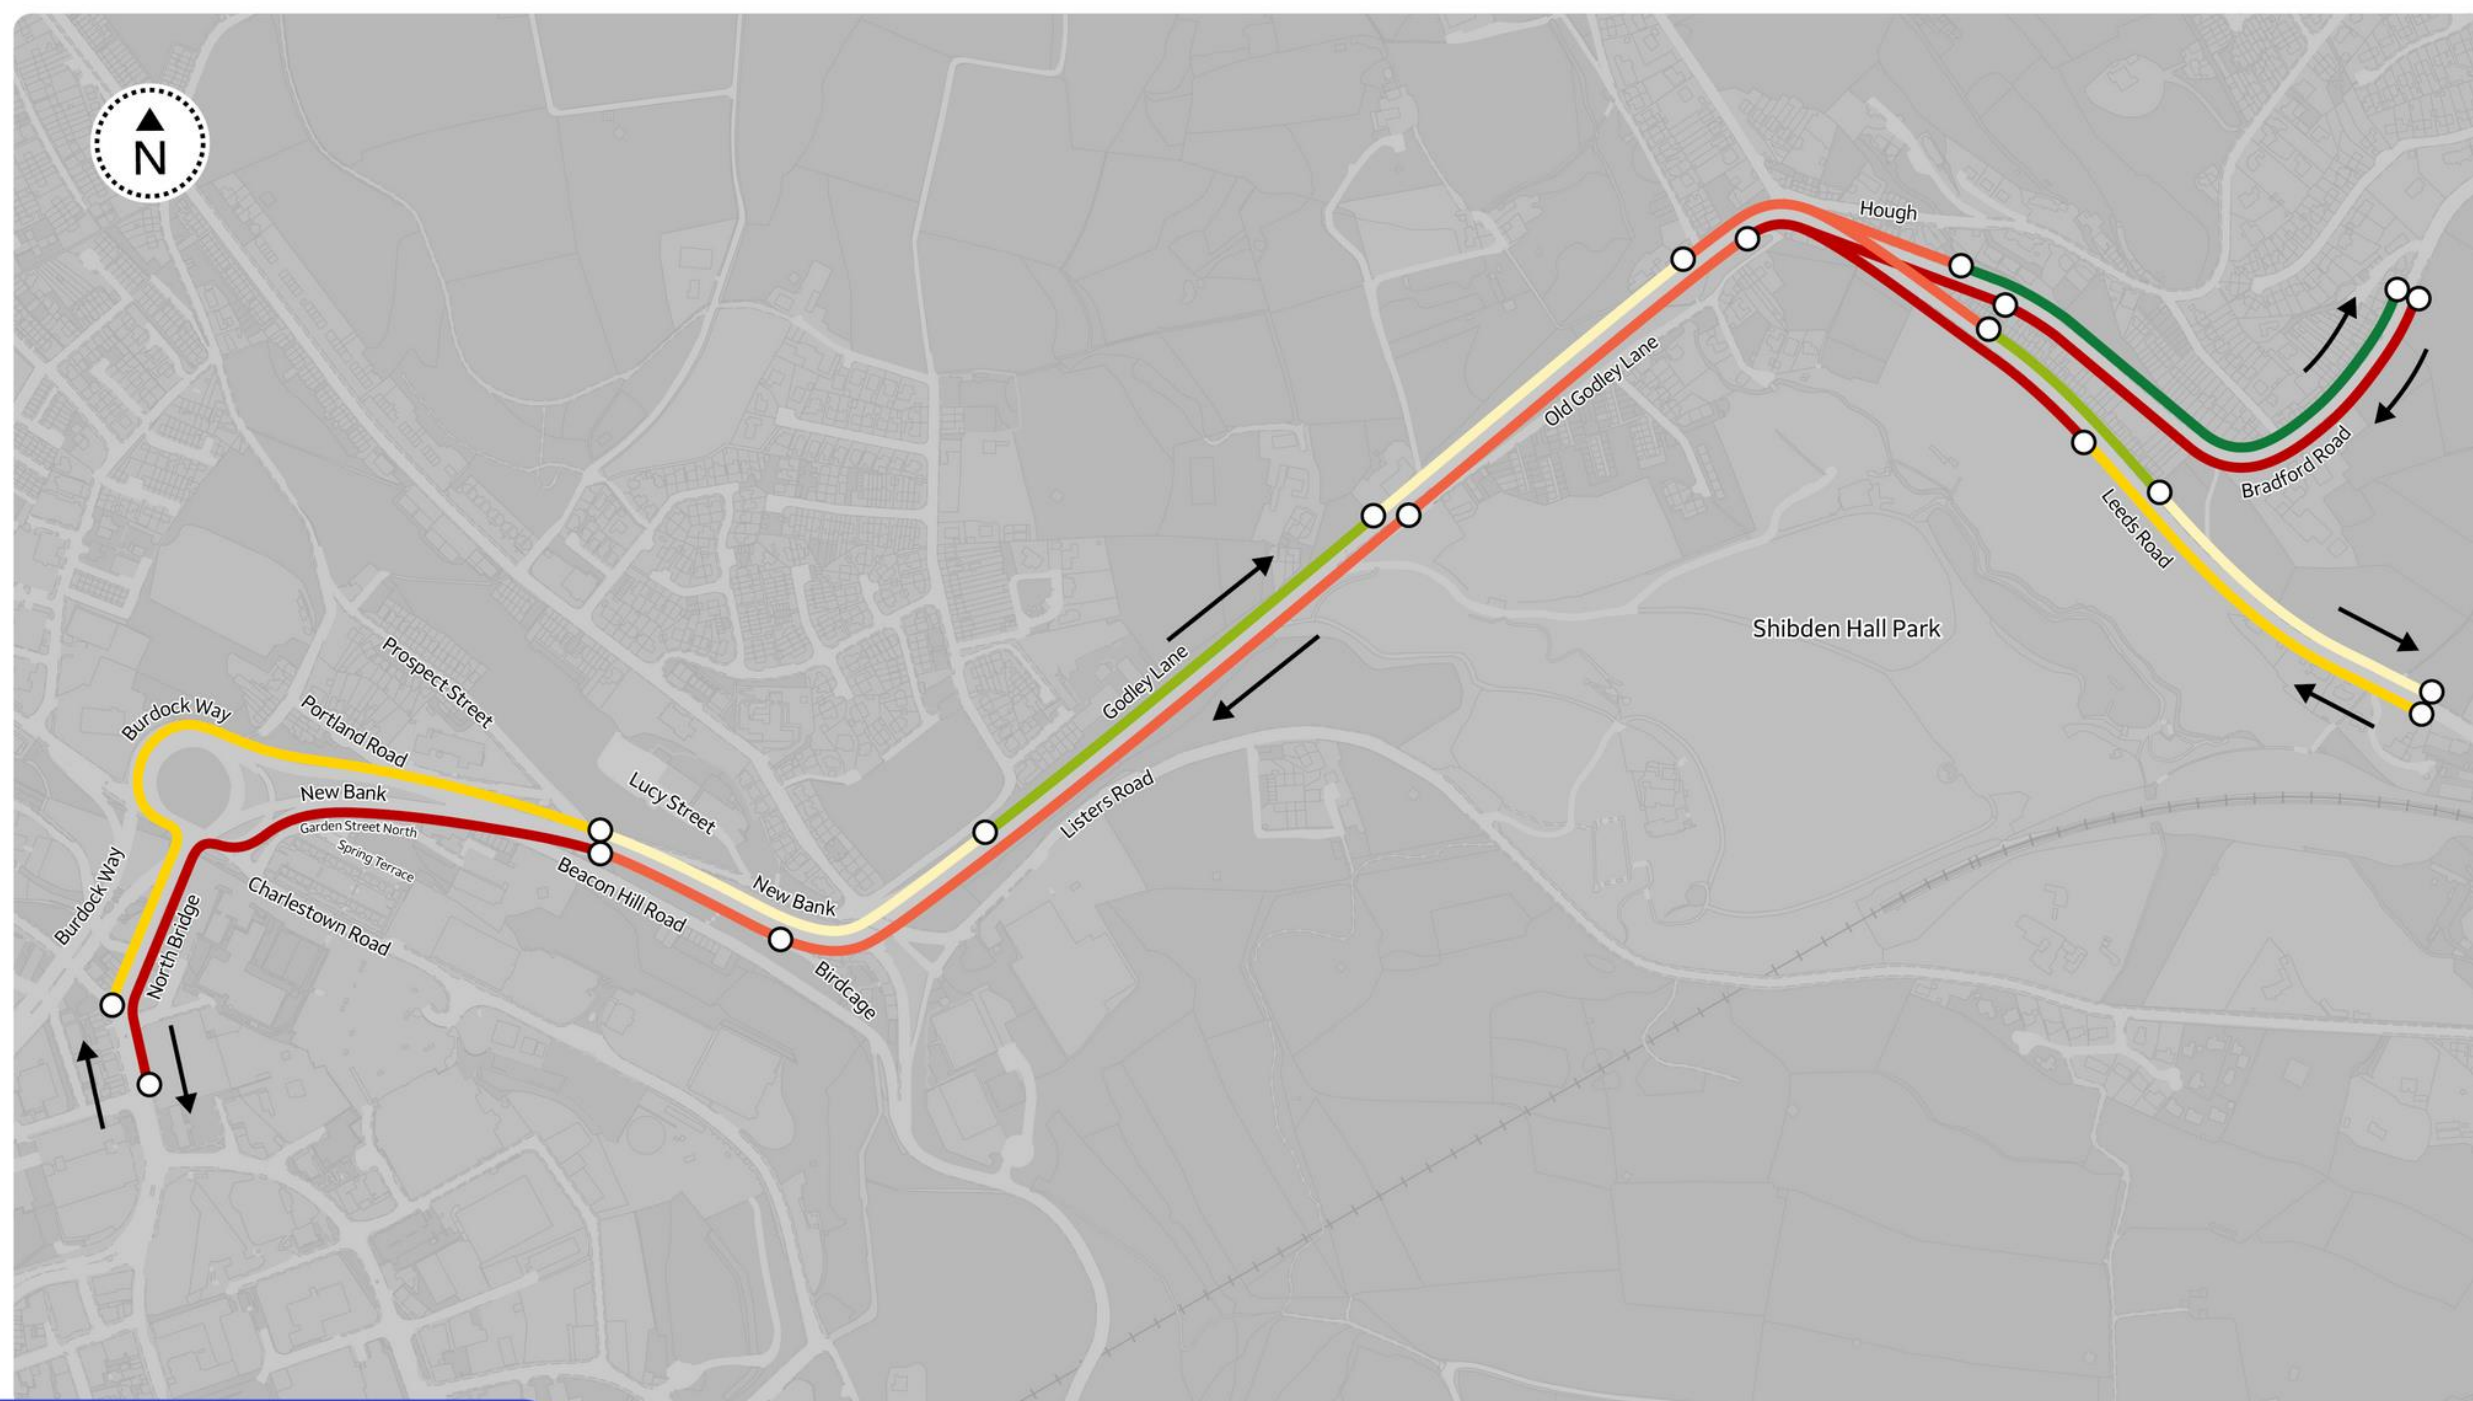 N
Hough
Old Godley Lane
Bradford Road
Leeds Road
Shibden Hall Park
Prospect Street
Godley Lane
Burdock Way
Portland Road
New Bank
Lucy Street
Listers Road
Garden Street North
Spring Terrace
Beacon Hill Road
New Bank
Burdock Way
North Bridge
Charlestown Road
Birdcage